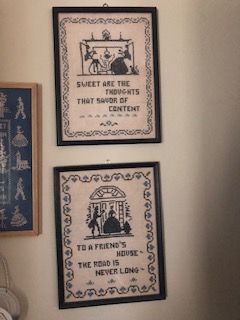 SWEET ARE THE
THOUGHTS
THAT SAVOR OF
CONTENT
TO A FRIEND'S
HOUSE~
THE ROAD IS
NEVER LONG~